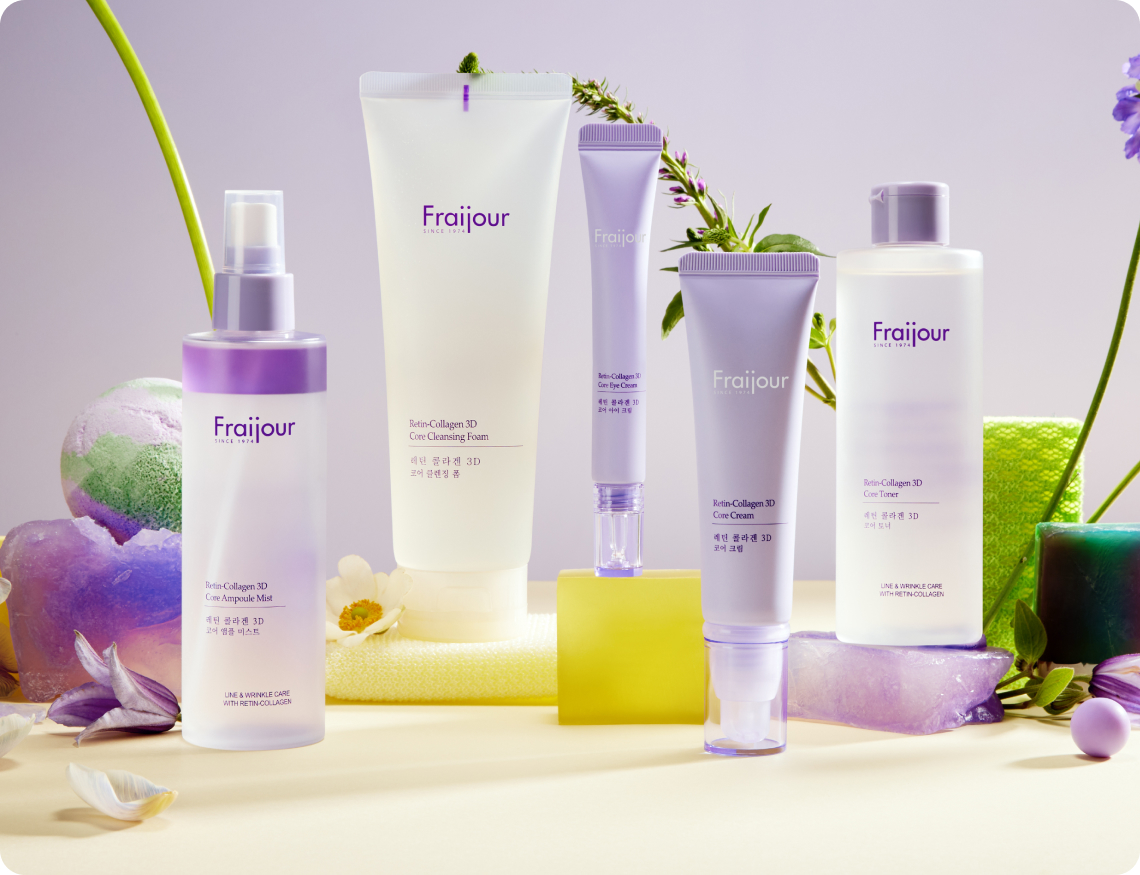 Fraijour
SINCE 1974
Retin-Collagen 3D
Core Ampoule Mist
레틴 콜라겐 3D
코어 앰플 미스트
LINE & WRINKLE CARE
WITH RETIN-COLLAGEN
Fraijour
SINCE 1974
Retin-Collagen 3D
Core Cleansing Foam
레틴 콜라겐 3D
코어 클렌징 폼
Fraijour
Retin-Collagen 3D
Core Eye Cream
레틴 콜라겐 3D
코어 아이 크림
Fraijour
SINCE 1974
Retin-Collagen 3D
Core Cream
레틴 콜라겐 3D
코어 크림
Fraijour
SINCE 1974
Retin-Collagen 3D
Core Toner
레틴 콜라겐 3D
코어 토너
LINE & WRINKLE CARE
WITH RETIN-COLLAGEN